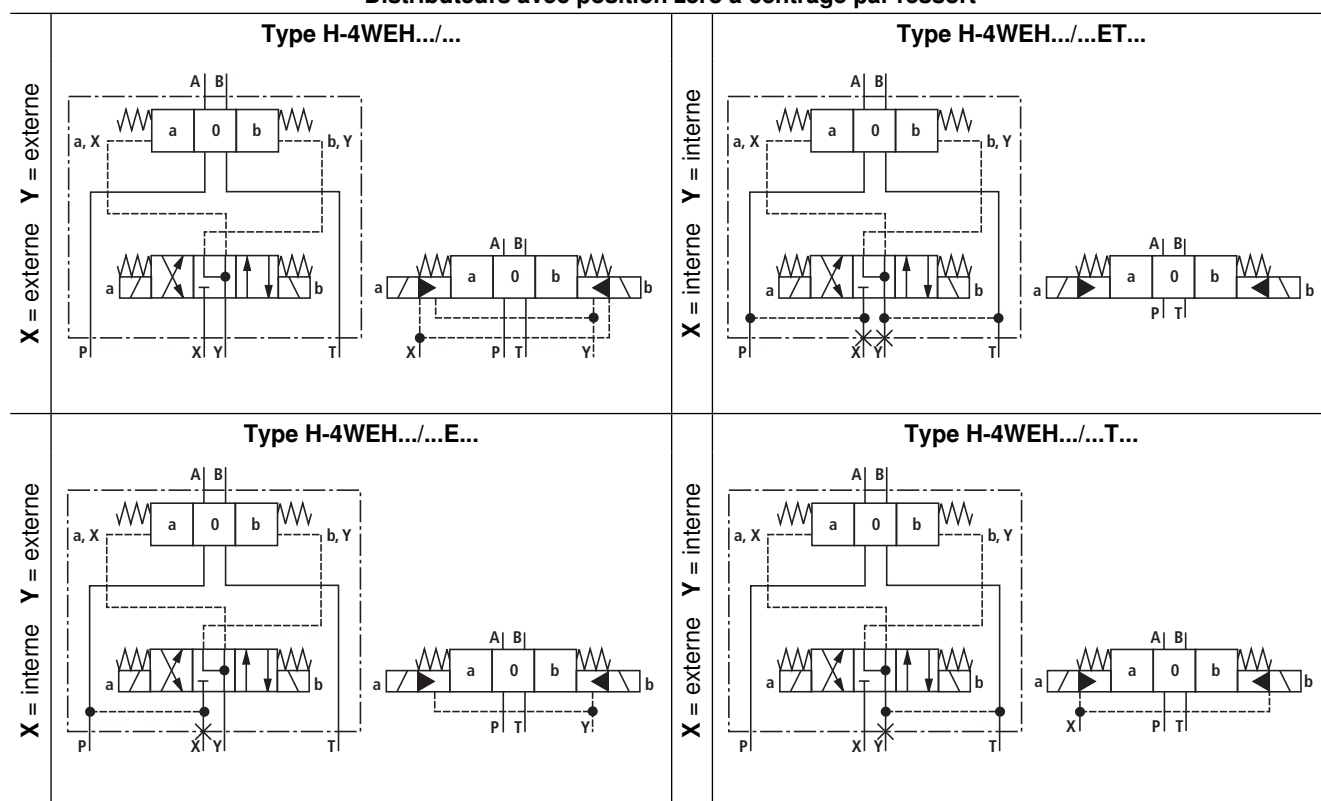 Distributeurs avec position zéro à centrage par ressort
Type H-4WEH.../...
X = externe Y = externe
A B
a 0 b
a, X
b, Y
a
b
P X Y T
A B
a
a 0 b
b
X P T Y
Type H-4WEH.../...ET...
X = interne Y = interne
A B
a 0 b
a, X
b, Y
a
b
P X Y T
A B
a
a 0 b
b
P T
Type H-4WEH.../...E...
X = interne Y = externe
A B
a 0 b
a, X
b, Y
a
b
P X Y T
A B
a
a 0 b
b
P T Y
Type H-4WEH.../...T...
X = externe Y = interne
A B
a 0 b
a, X
b, Y
a
b
P X Y T
A B
a
a 0 b
b
X P T